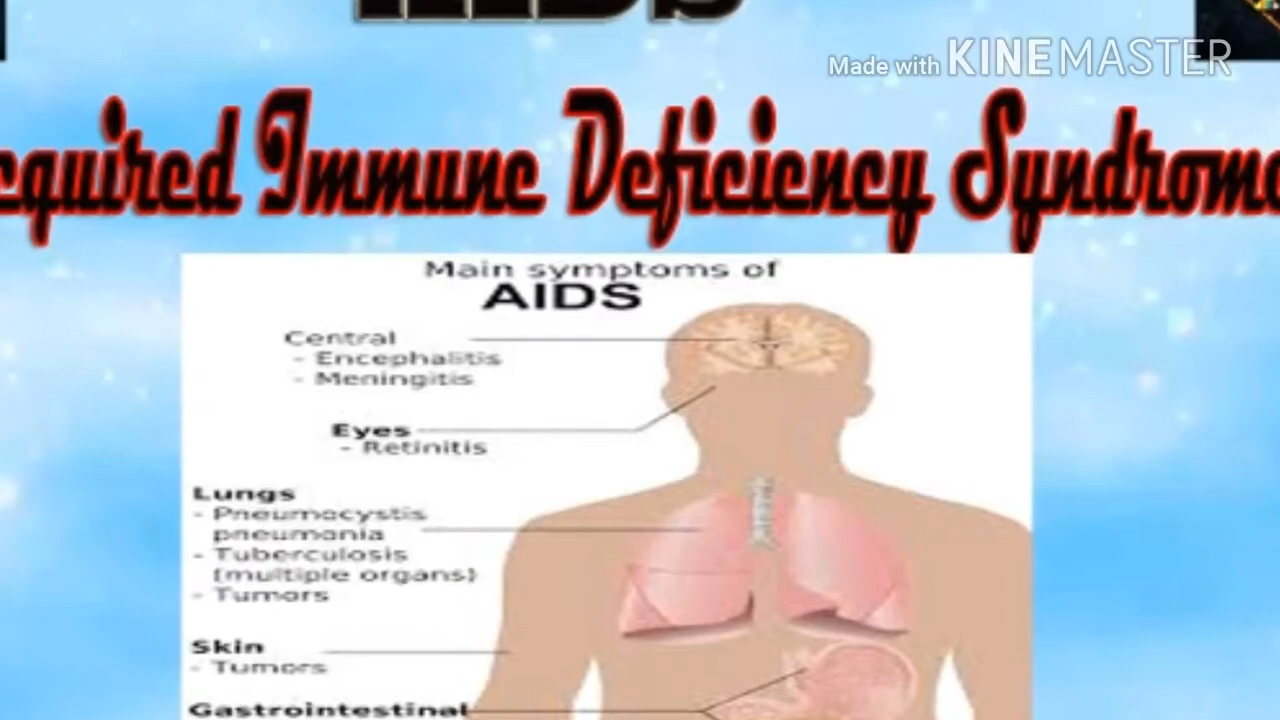 AIDS
Made with KINEMASTER
cquired Immune Deficiency Syndrome
Main symptoms of
AIDS
Central
- Encephalitis
- Meningitis
Eyes
- Retinitis
Lungs
- Pneumocystis
pneumonia
- Tuberculosis
(multiple organs)
- Tumors
Skin
- Tumors
Gastrointestinal